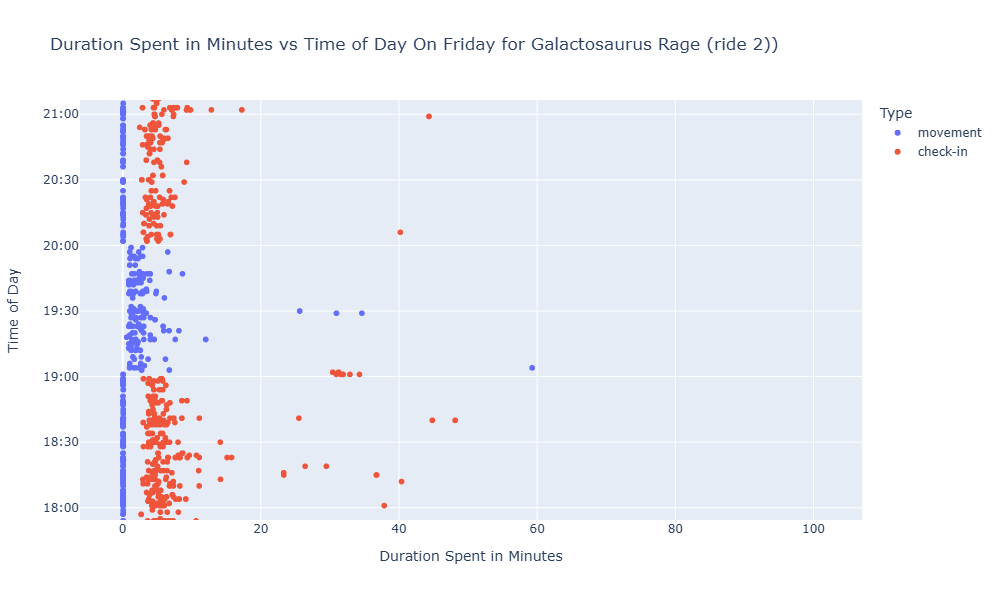 Duration Spent in Minutes vs Time of Day On Friday for Galactosaurus Rage (ride 2))
Type
movement
check-in
Time of Day
21:00
20:30
20:00
19:30
19:00
18:30
18:00
0 20 40 60 80 100
Duration Spent in Minutes